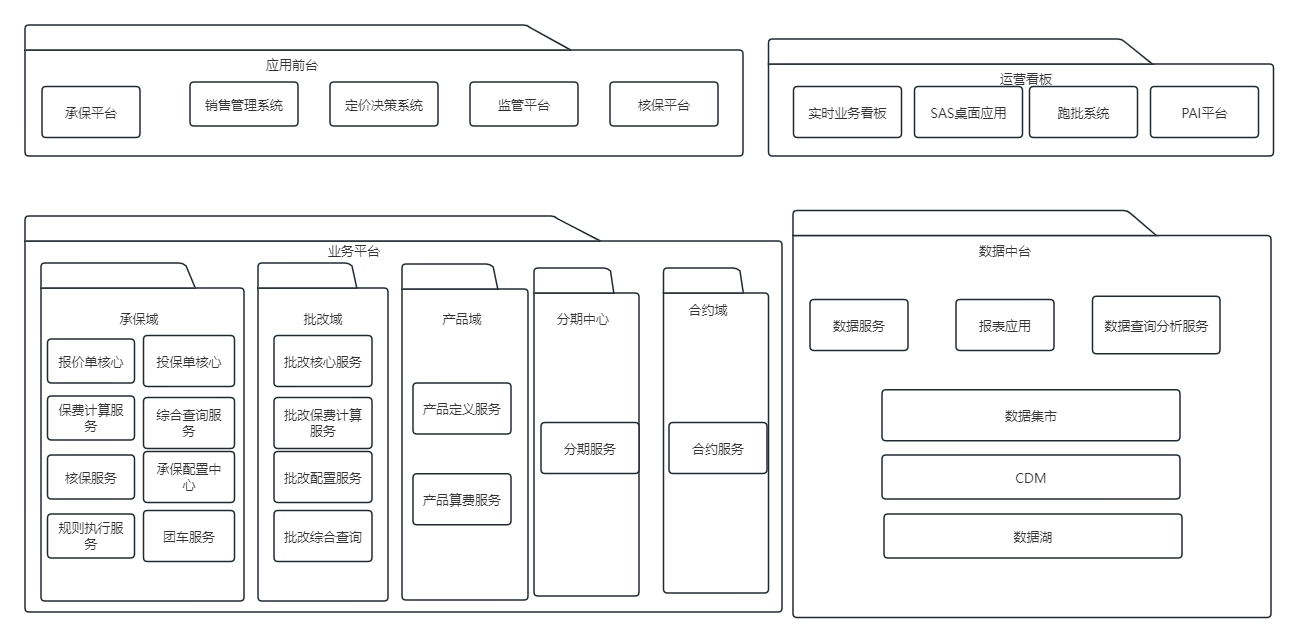 应用前台
承保平台
销售管理系统
定价决策系统
监管平台
核保平台
运营看板
实时业务看板
SAS桌面应用
跑批系统
PAI平台
业务平台
承保域
报价单核心
投保单核心
保费计算服
务
综合查询服
务
核保服务
承保配置中
心
规则执行服
务
团车服务
批改域
批改核心服务
批改保费计算
服务
批改配置服务
批改综合查询
产品域
产品定义服务
产品算费服务
分期中心
分期服务
合约域
合约服务
数据中台
数据服务
报表应用
数据查询分析服务
数据集市
CDM
数据湖